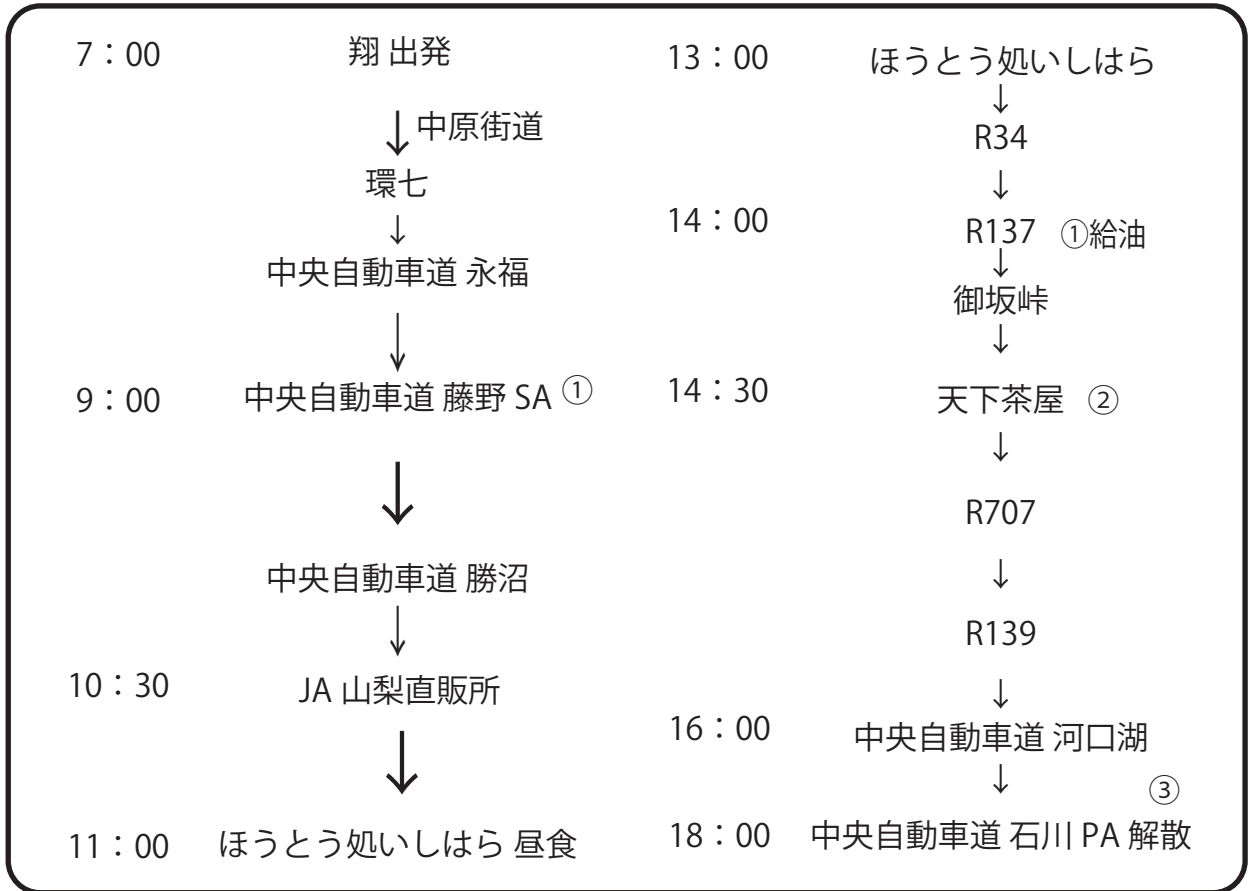 7：00 翔 出発
↓ 中原街道
環七
↓
中央自動車道 永福
↓
9：00 中央自動車道 藤野 SA ①
↓
中央自動車道 勝沼
↓
10：30 JA 山梨直販所
↓
11：00 ほうとう処いしはら 昼食
13：00 ほうとう処いしはら
↓
R34
↓
14：00 R137 ①給油
↓
御坂峠
↓
14：30 天下茶屋 ②
↓
R707
↓
R139
↓
16：00 中央自動車道 河口湖
↓
③
18：00 中央自動車道 石川 PA 解散